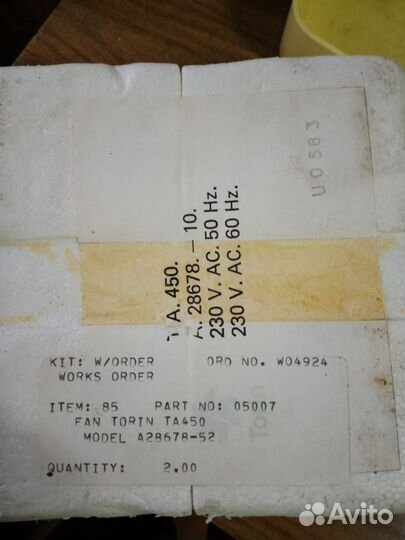 U0583
T.A. 450.
A. 28678. - 10.
230 V. AC. 50 Hz.
230 V. AC. 60 Hz.
KIT: W/ORDER ORD NO. W04924
WORKS ORDER
ITEM: 85 PART NO: 05007
FAN TORIN TA450
MODEL A28678-52
QUANTITY: 2.00
Avito